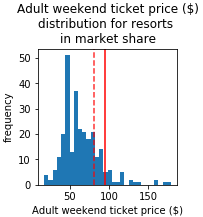 Adult weekend ticket price ($)
distribution for resorts
in market share
50
40
30
20
10
0
frequency
50
100
150
Adult weekend ticket price ($)